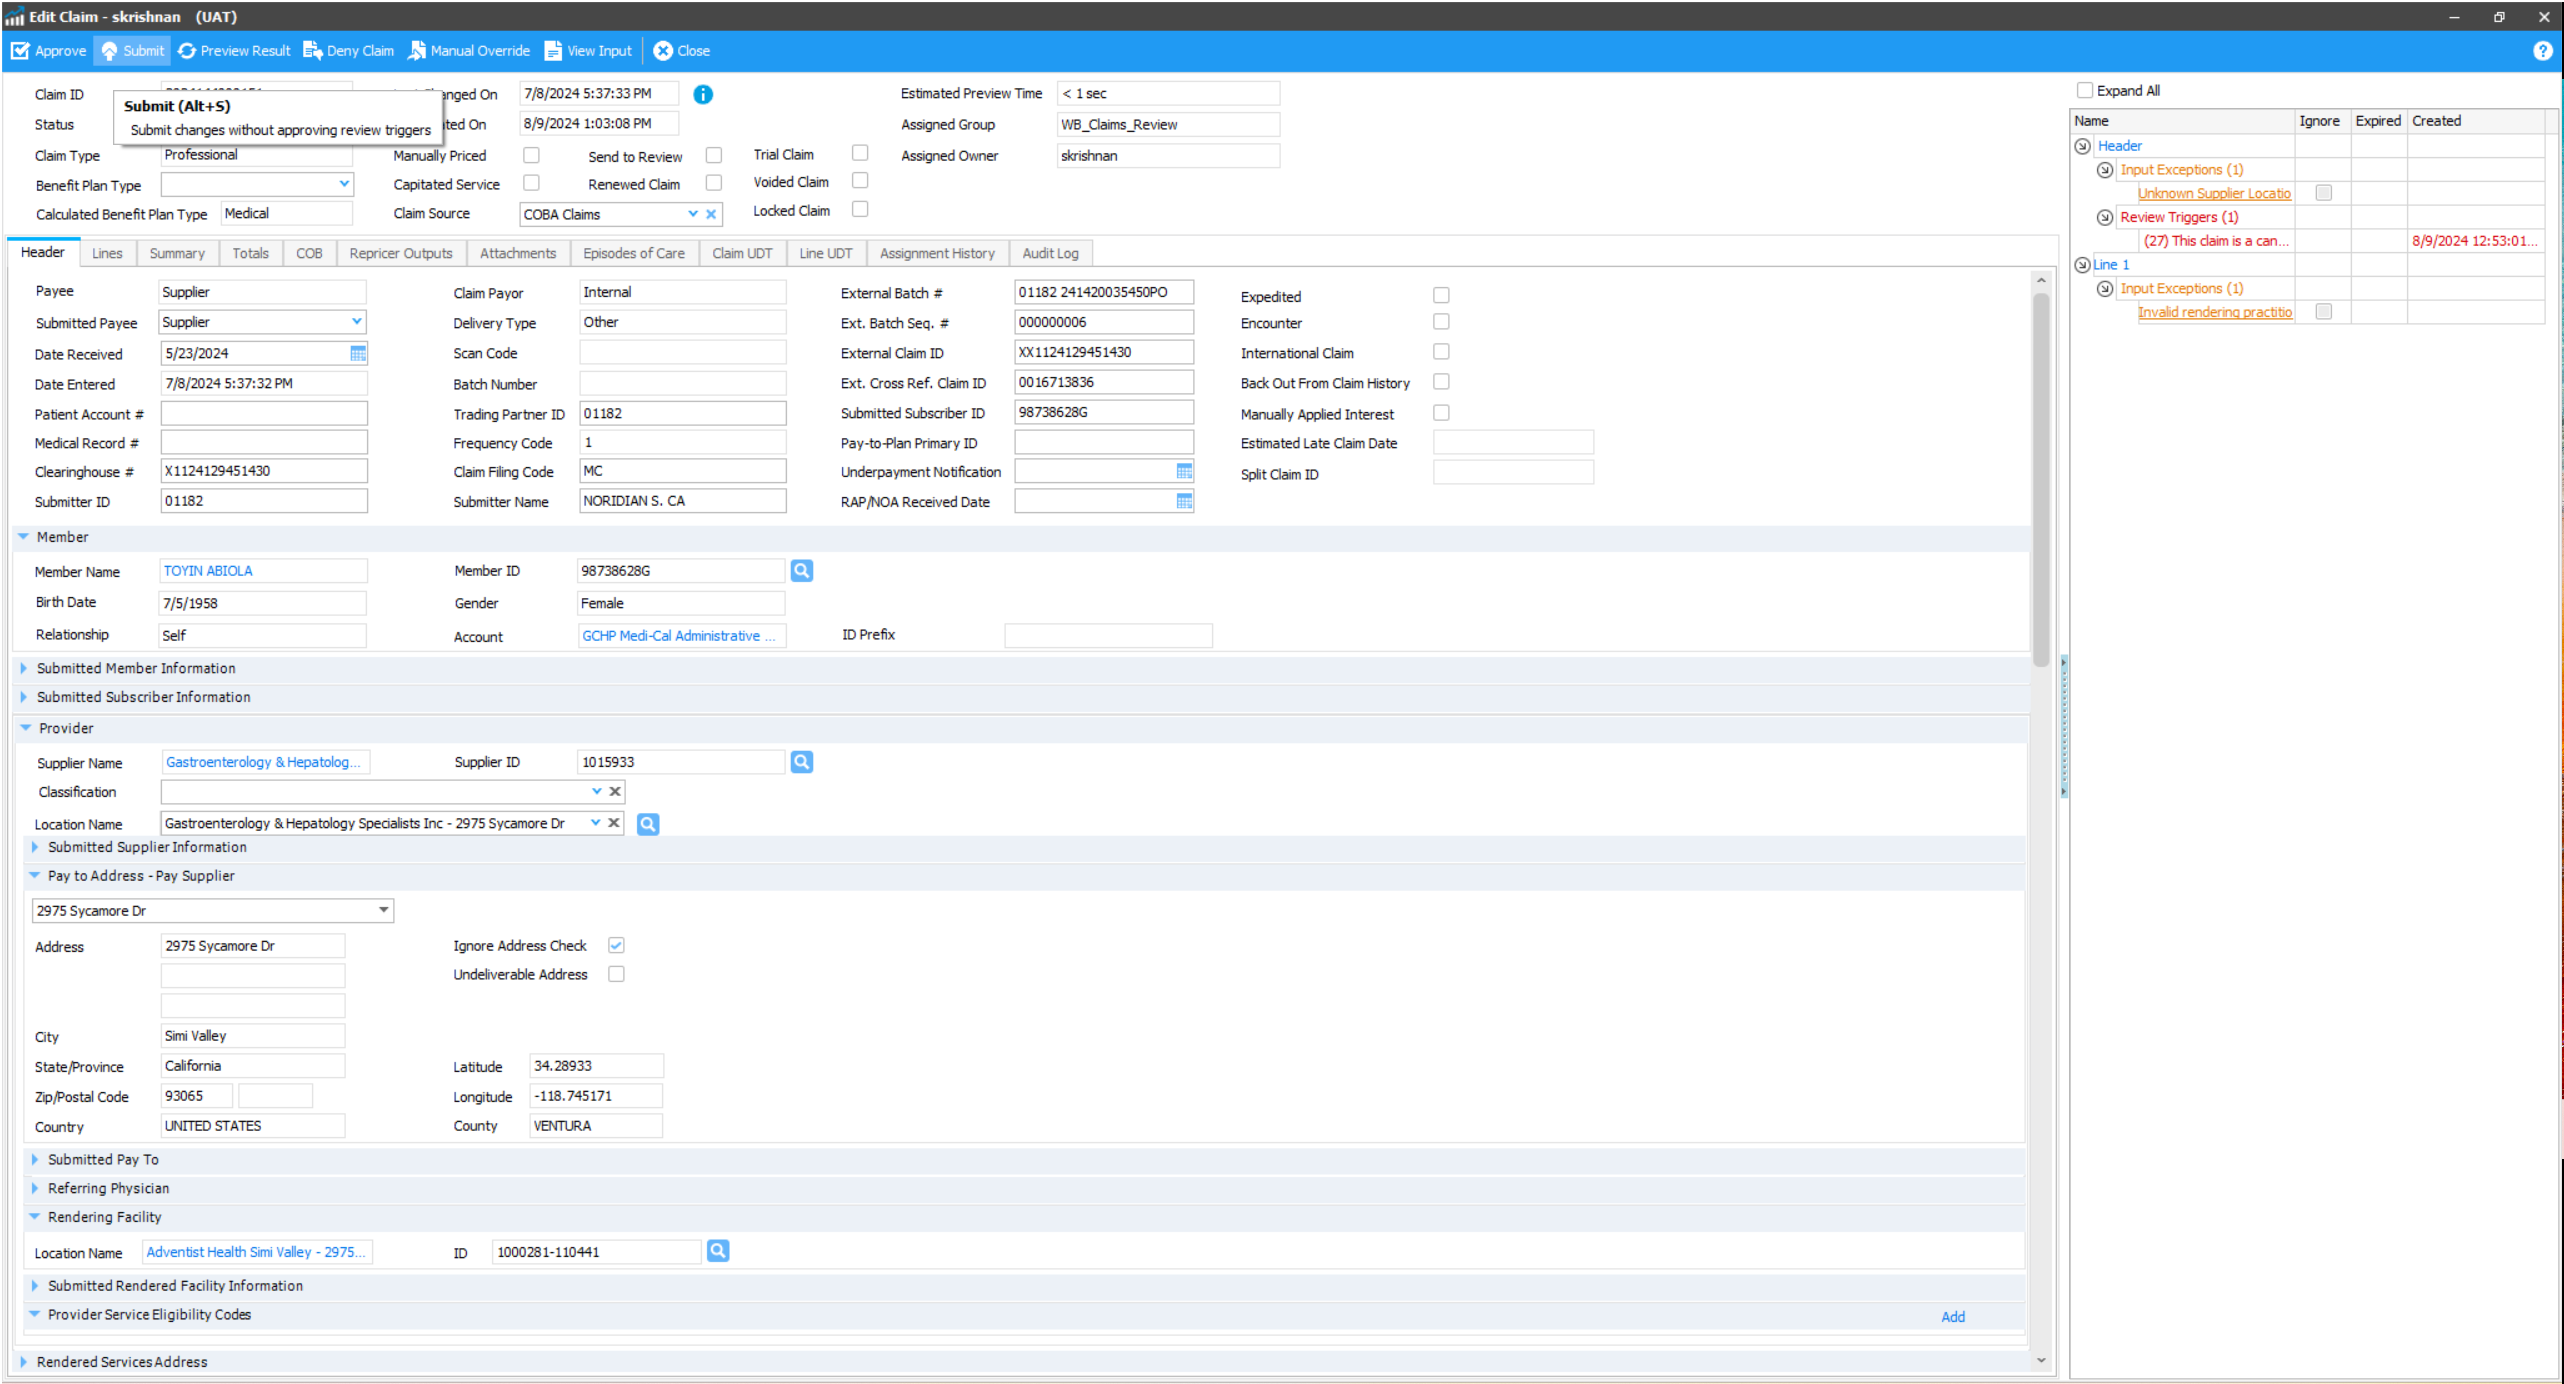 Edit Claim - skrishnan (UAT)
Approve Submit Preview Result Deny Claim Manual Override View Input Close
Claim ID
Submit (Alt+S)
Submit changes without approving review triggers
7/8/2024 5:37:33 PM
Estimated Preview Time < 1 sec
Status
8/9/2024 1:03:08 PM
Assigned Group WB_Claims_Review
Claim Type Professional Manually Priced Send to Review Trial Claim Assigned Owner skrishnan
Benefit Plan Type Capitated Service Renewed Claim Voided Claim
Calculated Benefit Plan Type Medical Claim Source COBA Claims Locked Claim
Header Lines Summary Totals COB Repricer Outputs Attachments Episodes of Care Claim UDT Line UDT Assignment History Audit Log
Payee Supplier Claim Payor Internal External Batch # 01182 241420035450PO Expedited
Submitted Payee Supplier Delivery Type Other Ext. Batch Seq. # 000000006 Encounter
Date Received 5/23/2024 Scan Code External Claim ID XX1124129451430 International Claim
Date Entered 7/8/2024 5:37:32 PM Batch Number Ext. Cross Ref. Claim ID 0016713836 Back Out From Claim History
Patient Account # Trading Partner ID 01182 Submitted Subscriber ID 98738628G Manually Applied Interest
Medical Record # Frequency Code 1 Pay-to-Plan Primary ID Estimated Late Claim Date
Clearinghouse # X1124129451430 Claim Filing Code MC Underpayment Notification Split Claim ID
Submitter ID 01182 Submitter Name NORIDIAN S. CA RAP/NOA Received Date
Member
Member Name TOYIN ABIOLA Member ID 98738628G
Birth Date 7/5/1958 Gender Female
Relationship Self Account GCHP Medi-Cal Administrative ... ID Prefix
Submitted Member Information
Submitted Subscriber Information
Provider
Supplier Name Gastroenterology & Hepatolog... Supplier ID 1015933
Classification
Location Name Gastroenterology & Hepatology Specialists Inc - 2975 Sycamore Dr
Submitted Supplier Information
Pay to Address - Pay Supplier
2975 Sycamore Dr
Address 2975 Sycamore Dr Ignore Address Check
Undeliverable Address
City Simi Valley
State/Province California Latitude 34.28933
Zip/Postal Code 93065 Longitude -118.745171
Country UNITED STATES County VENTURA
Submitted Pay To
Referring Physician
Rendering Facility
Location Name Adventist Health Simi Valley - 2975... ID 1000281-110441
Submitted Rendered Facility Information
Provider Service Eligibility Codes Add
Rendered Services Address
Expand All
Name Ignore Expired Created
Header
Input Exceptions (1)
Unknown Supplier Locatio
Review Triggers (1)
(27) This claim is a can... 8/9/2024 12:53:01...
Line 1
Input Exceptions (1)
Invalid rendering practitio